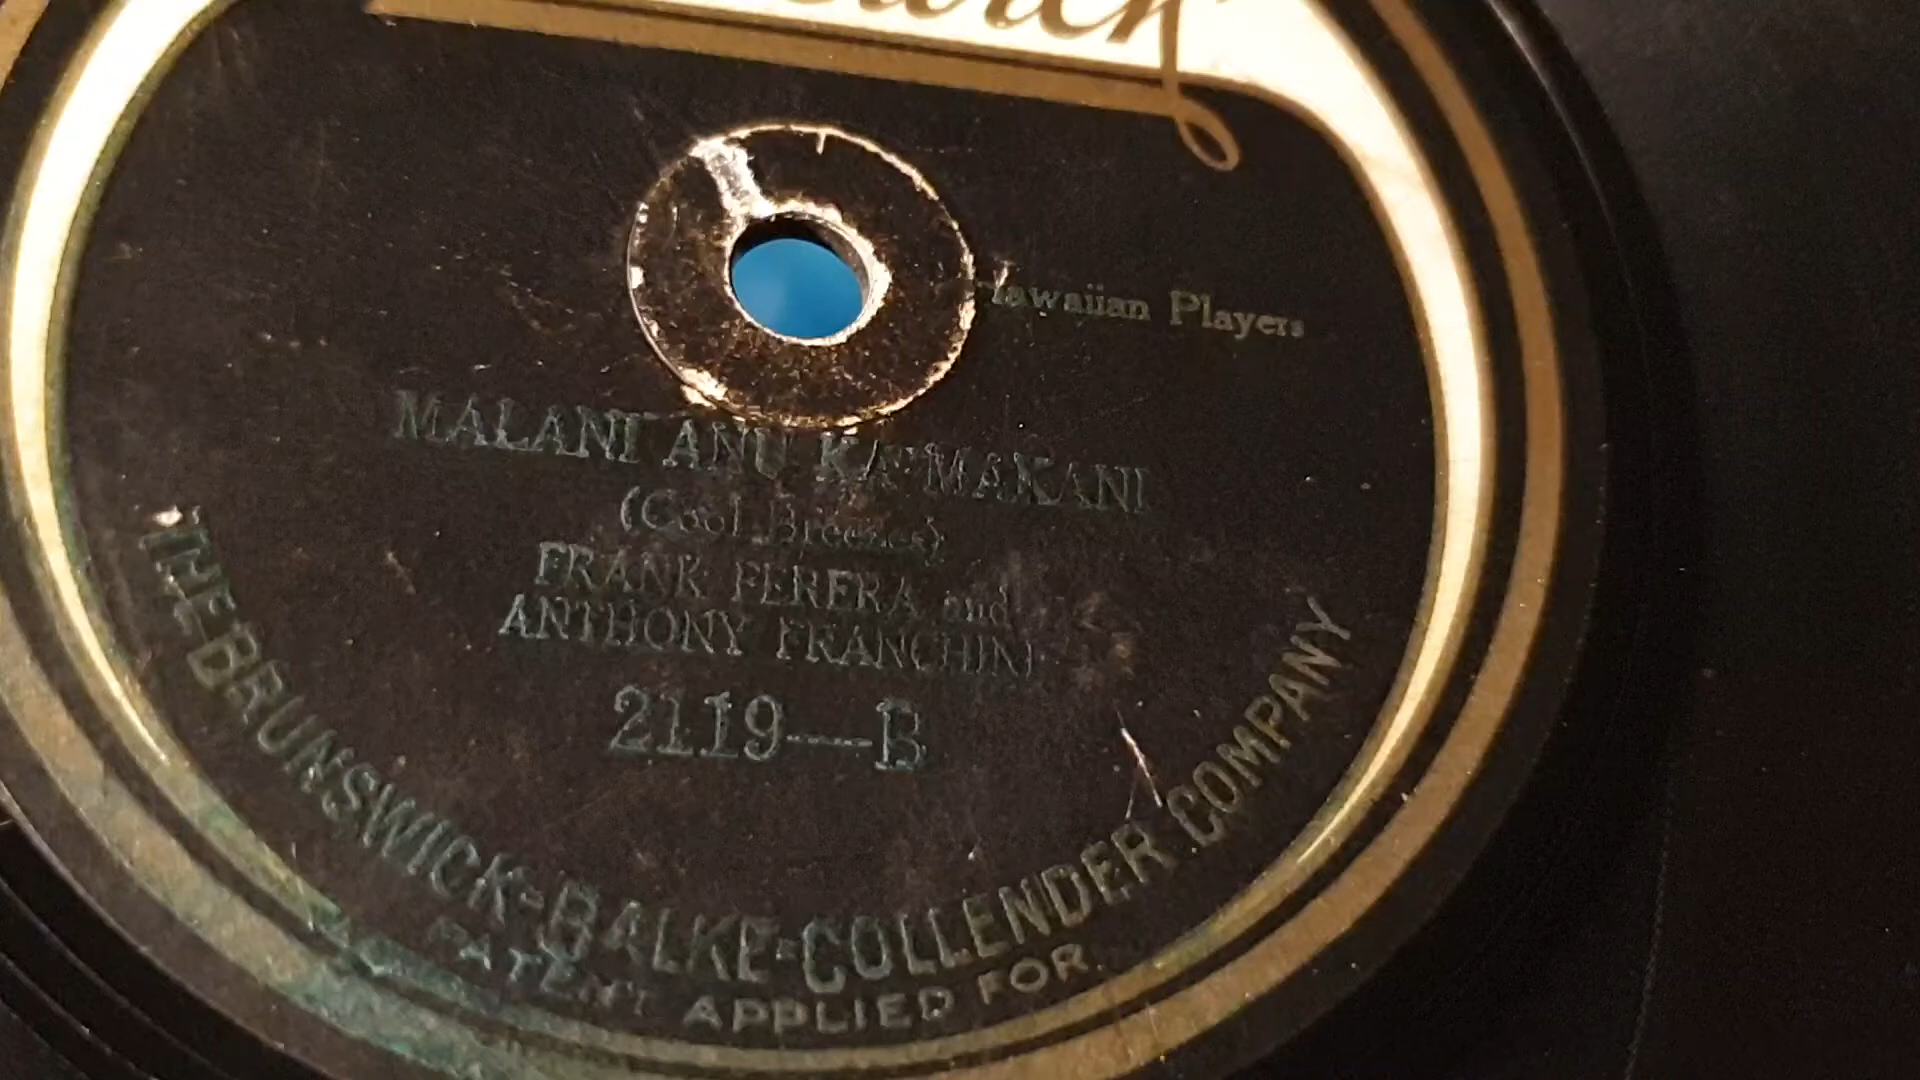 Hawaiian Players
MALANI ANU KA MAKANI
(Cool Breezes)
FRANK FERERA and
ANTHONY FRANCHINI
2119—B
THE BRUNSWICK-BALKE-COLLENDER COMPANY
PATENT APPLIED FOR